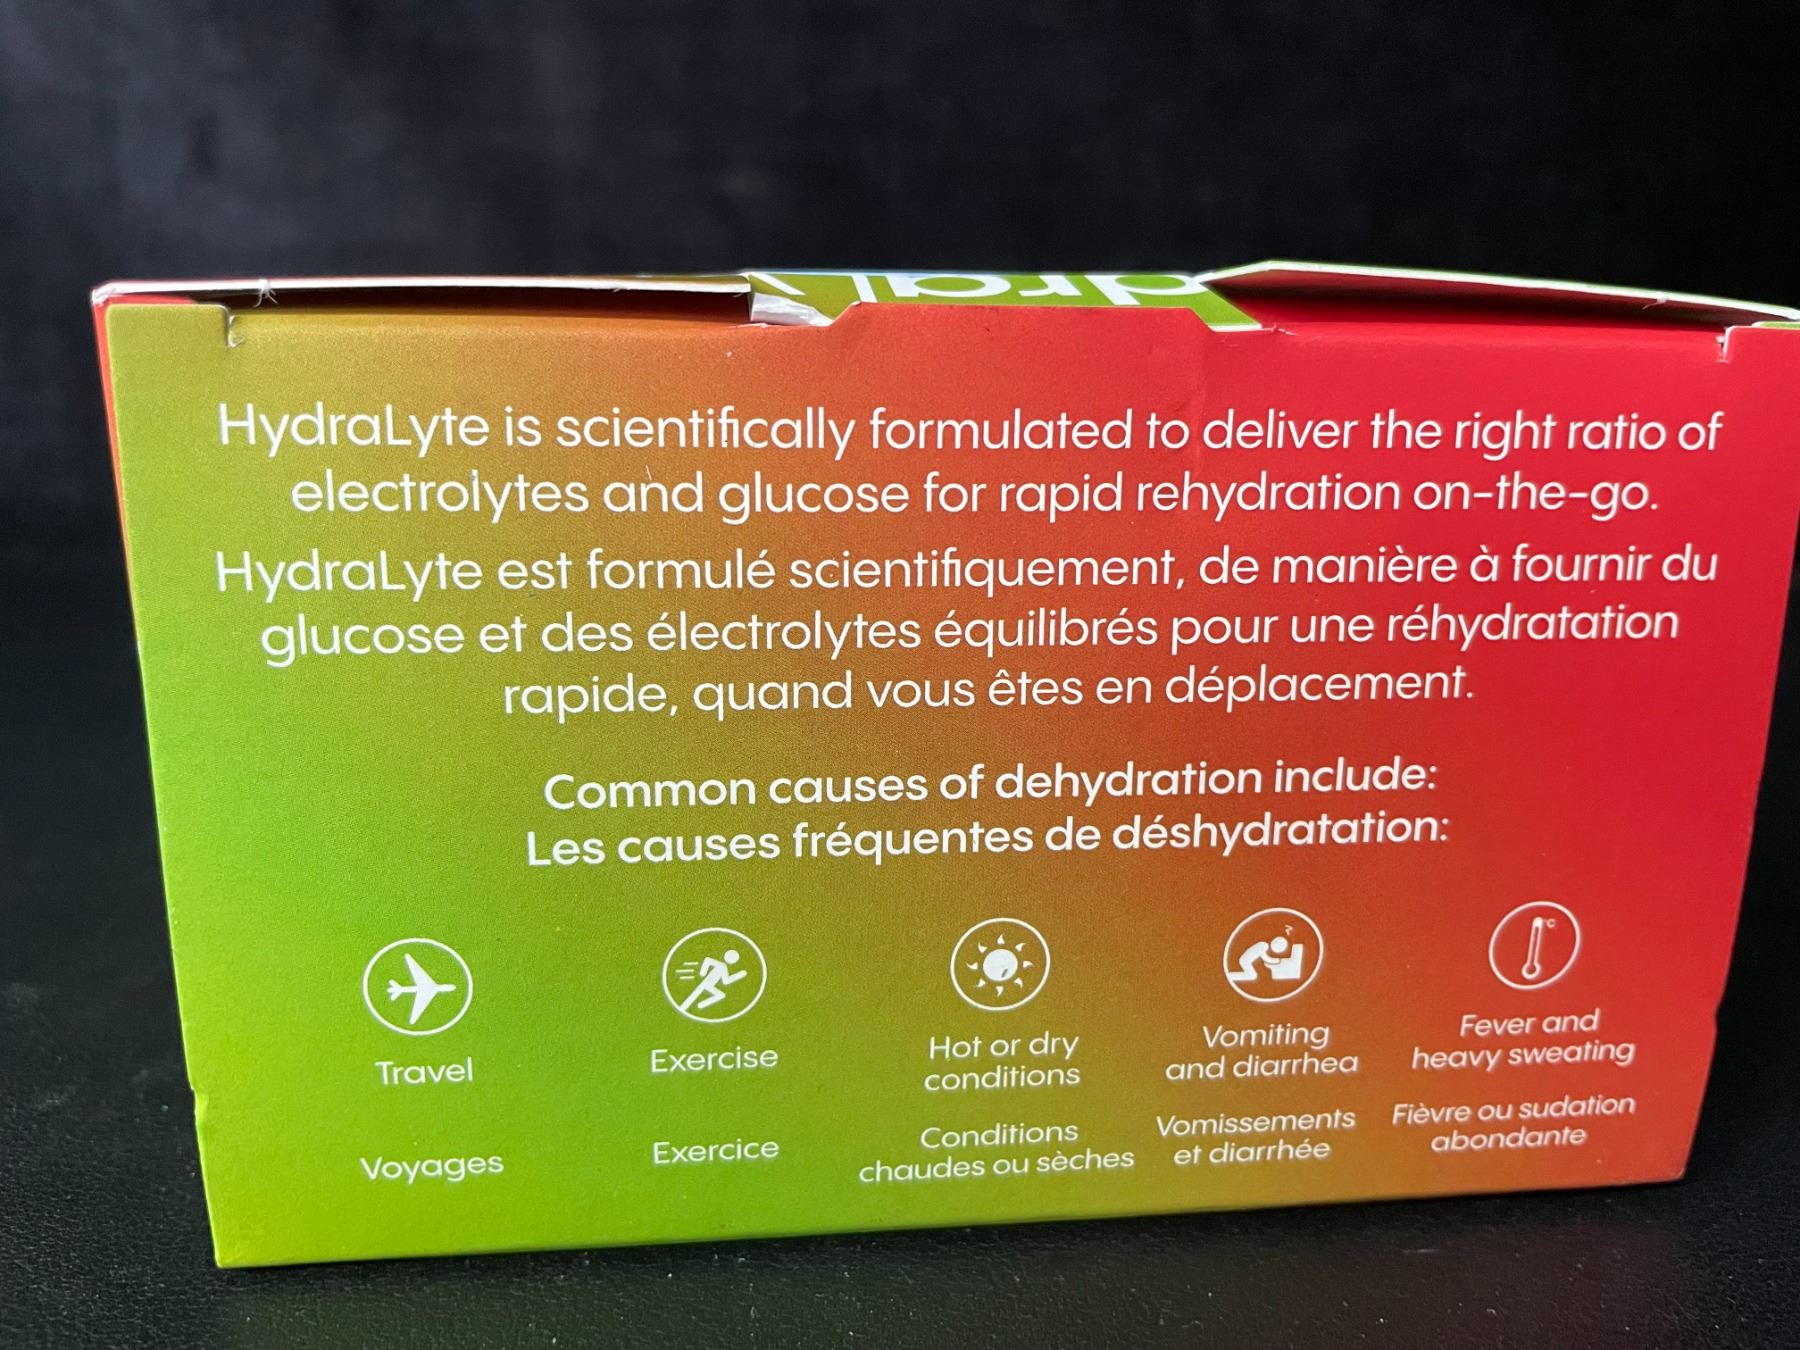 HydraLyte is scientifically formulated to deliver the right ratio of
electrolytes and glucose for rapid rehydration on-the-go.
HydraLyte est formulé scientifiquement, de manière à fournir du
glucose et des électrolytes équilibrés pour une réhydratation
rapide, quand vous êtes en déplacement.
Common causes of dehydration include:
Les causes fréquentes de déshydratation:
°C
Travel
Exercise
Hot or dry
conditions
Vomiting
and diarrhea
Fever and
heavy sweating
Voyages
Exercice
Conditions
chaudes ou sèches
Vomissements
et diarrhée
Fièvre ou sudation
abondante